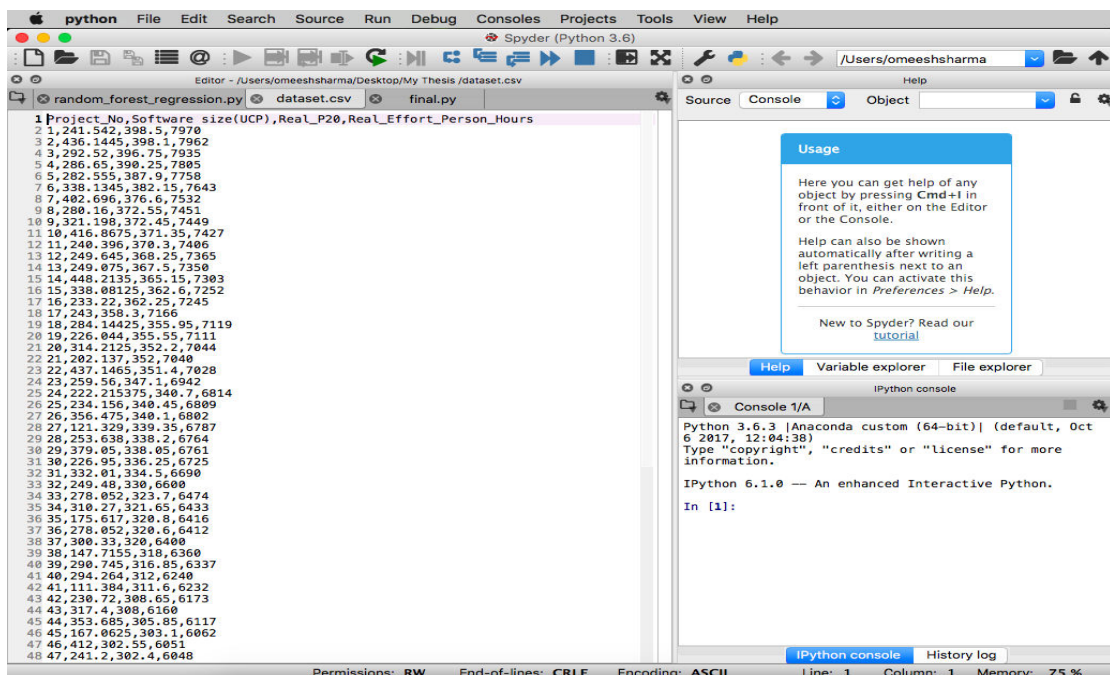 python File Edit Search Source Run Debug Consoles Projects Tools View Help
Spyder (Python 3.6)
/Users/omeeshsharma
Editor - /Users/omeeshsharma/Desktop/My Thesis /dataset.csv
random_forest_regression.py dataset.csv final.py
1 Project_No,Software size(UCP),Real_P20,Real_Effort_Person_Hours
2 1,241.542,398.5,7970
3 2,436.1445,398.1,7962
4 3,292.52,396.75,7935
5 4,286.65,390.25,7805
6 5,282.555,387.9,7758
7 6,338.1345,382.15,7643
8 7,402.696,376.6,7532
9 8,280.16,372.55,7451
10 9,321.198,372.45,7449
11 10,416.8675,371.35,7427
12 11,240.396,370.3,7406
13 12,249.645,368.25,7365
14 13,249.075,367.5,7350
15 14,448.2135,365.15,7303
16 15,338.08125,362.6,7252
17 16,233.22,362.25,7245
18 17,243,358.3,7166
19 18,284.14425,355.95,7119
20 19,226.044,355.55,7111
21 20,314.2125,352.2,7044
22 21,202.137,352,7040
23 22,437.1465,351.4,7028
24 23,259.56,347.1,6942
25 24,222.215375,340.7,6814
26 25,234.156,340.45,6809
27 26,356.475,340.1,6802
28 27,121.329,339.35,6787
29 28,253.638,338.2,6764
30 29,379.05,338.05,6761
31 30,226.95,336.25,6725
32 31,332.01,334.5,6690
33 32,249.48,330,6600
34 33,278.052,323.7,6474
35 34,310.27,321.65,6433
36 35,175.617,320.8,6416
37 36,278.052,320.6,6412
38 37,300.33,320,6400
39 38,147.7155,318,6360
40 39,290.745,316.85,6337
41 40,294.264,312,6240
42 41,111.384,311.6,6232
43 42,230.72,308.65,6173
44 43,317.4,308,6160
45 44,353.685,305.85,6117
46 45,167.0625,303.1,6062
47 46,412,302.55,6051
48 47,241.2,302.4,6048
Help
Source Console Object
Usage
Here you can get help of any
object by pressing Cmd+I in
front of it, either on the Editor
or the Console.
Help can also be shown
automatically after writing a
left parenthesis next to an
object. You can activate this
behavior in Preferences > Help.
New to Spyder? Read our
tutorial
Help Variable explorer File explorer
IPython console
Console 1/A
Python 3.6.3 |Anaconda custom (64-bit)| (default, Oct
6 2017, 12:04:38)
Type "copyright", "credits" or "license" for more
information.
IPython 6.1.0 -- An enhanced Interactive Python.
In [1]:
IPython console History log
Permissions: RW End-of-lines: CRLF Encoding: ASCII Line: 1 Column: 1 Memory: 75 %